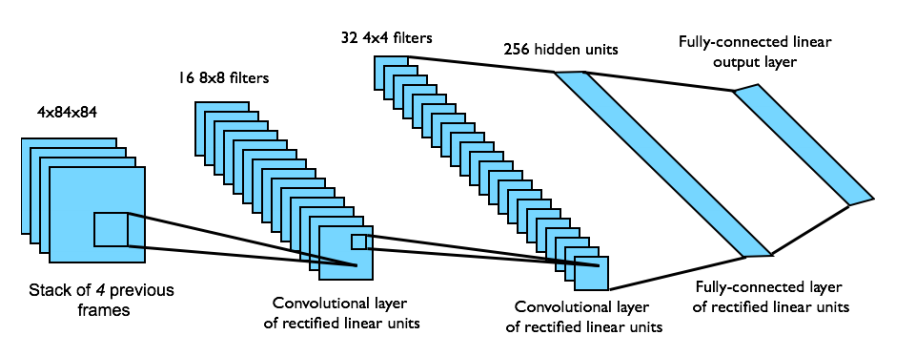 4x84x84
16 8x8 filters
32 4x4 filters
256 hidden units
Fully-connected linear
output layer
Stack of 4 previous
frames
Convolutional layer
of rectified linear units
Convolutional layer
of rectified linear units
Fully-connected layer
of rectified linear units